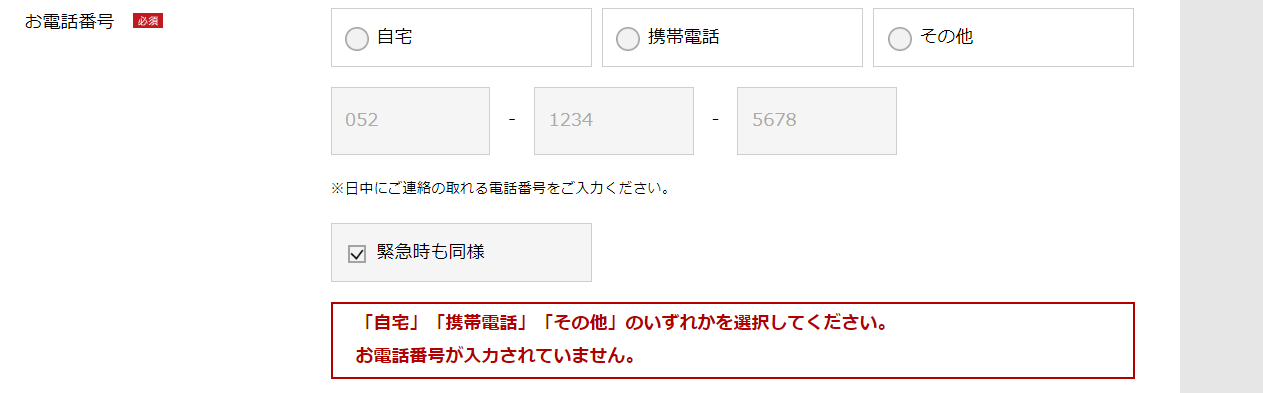 お電話番号 必須
自宅 携帯電話 その他
052 - 1234 - 5678
※日中にご連絡の取れる電話番号をご入力ください。
緊急時も同様
「自宅」「携帯電話」「その他」のいずれかを選択してください。
お電話番号が入力されていません。